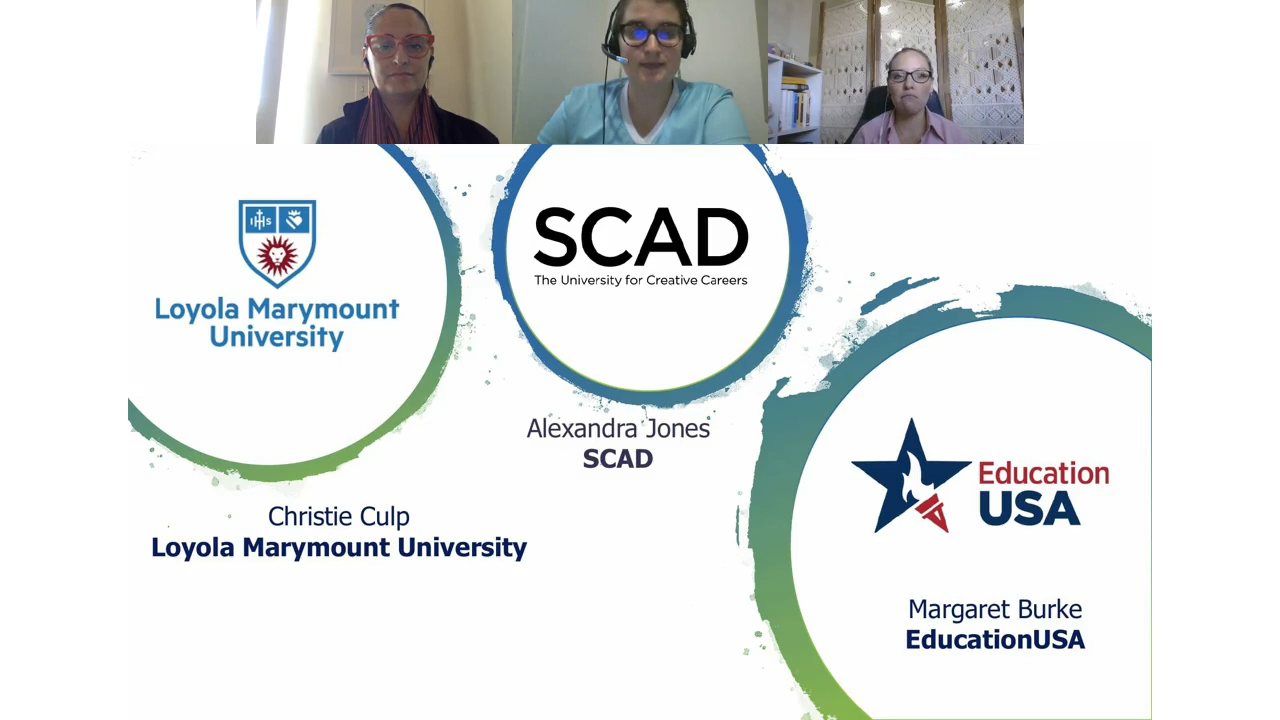 IHS
Loyola Marymount
University
SCAD
The University for Creative Careers
Alexandra Jones
SCAD
Christie Culp
Loyola Marymount University
Education
USA
Margaret Burke
EducationUSA